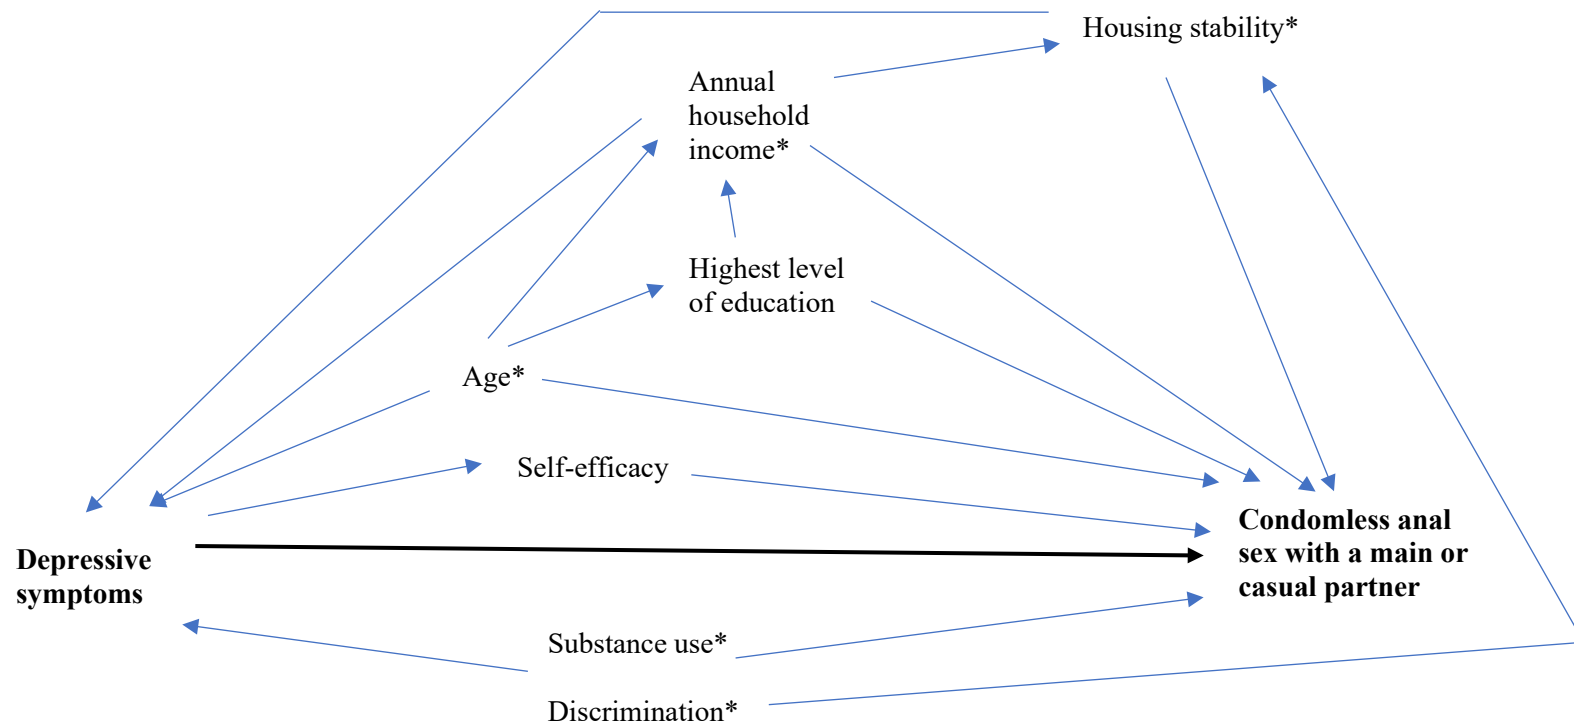 Housing stability*
Annual
household
income*
Highest level
of education
Age*
Self-efficacy
Condomless anal
sex with a main or
casual partner
Depressive
symptoms
Substance use*
Discrimination*